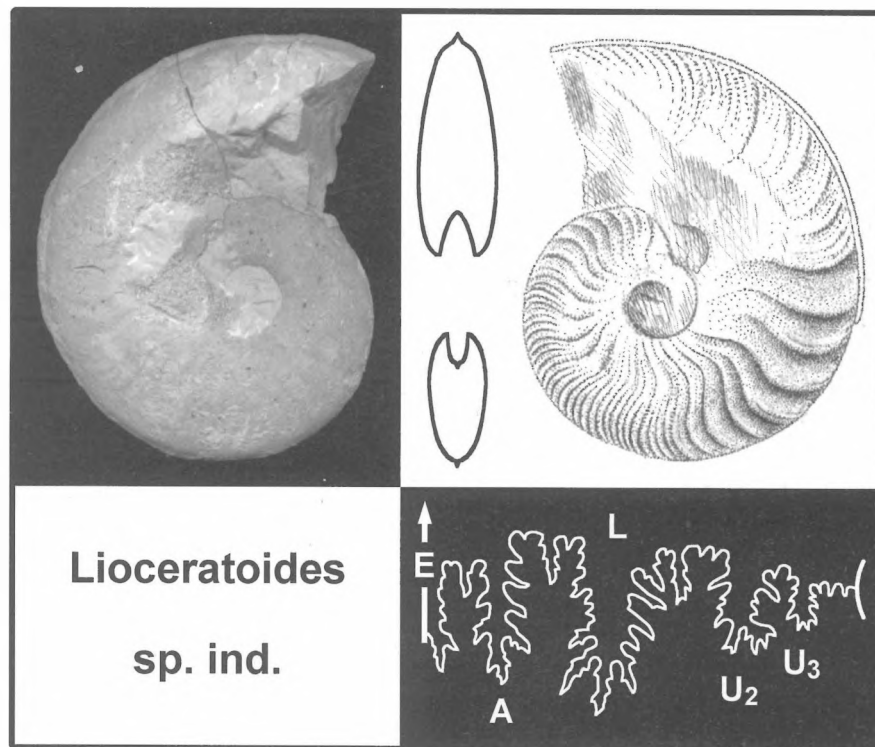 Lioceratoides
sp. ind.
E
L
A
U₂
U₃